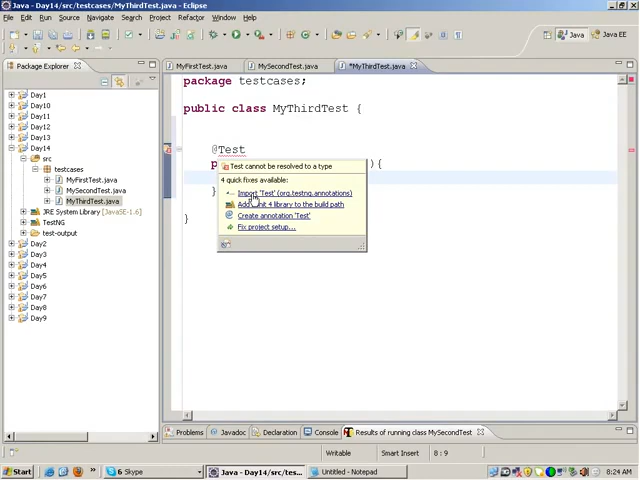 Java - Day14/src/testcases/MyThirdTest.java - Eclipse
File Edit Run Source Navigate Search Project Refactor Window Help
Java Java EE
Package Explorer
MyFirstTest.java MySecondTest.java *MyThirdTest.java
Day1
Day10
Day11
Day12
Day13
Day14
src
testcases
MyFirstTest.java
MySecondTest.java
MyThirdTest.java
JRE System Library [JavaSE-1.6]
TestNG
test-output
Day2
Day3
Day4
Day5
Day6
Day7
Day8
Day9
package testcases;
public class MyThirdTest {
@Test
p ){
}
}
Test cannot be resolved to a type
4 quick fixes available:
Import 'Test' (org.testng.annotations)
Add JUnit 4 library to the build path
Create annotation 'Test'
Fix project setup...
Problems Javadoc Declaration Console Results of running class MySecondTest
Writable Smart Insert 8 : 9
Start 6 Skype Java - Day14/src/tes... Untitled - Notepad 8:24 AM